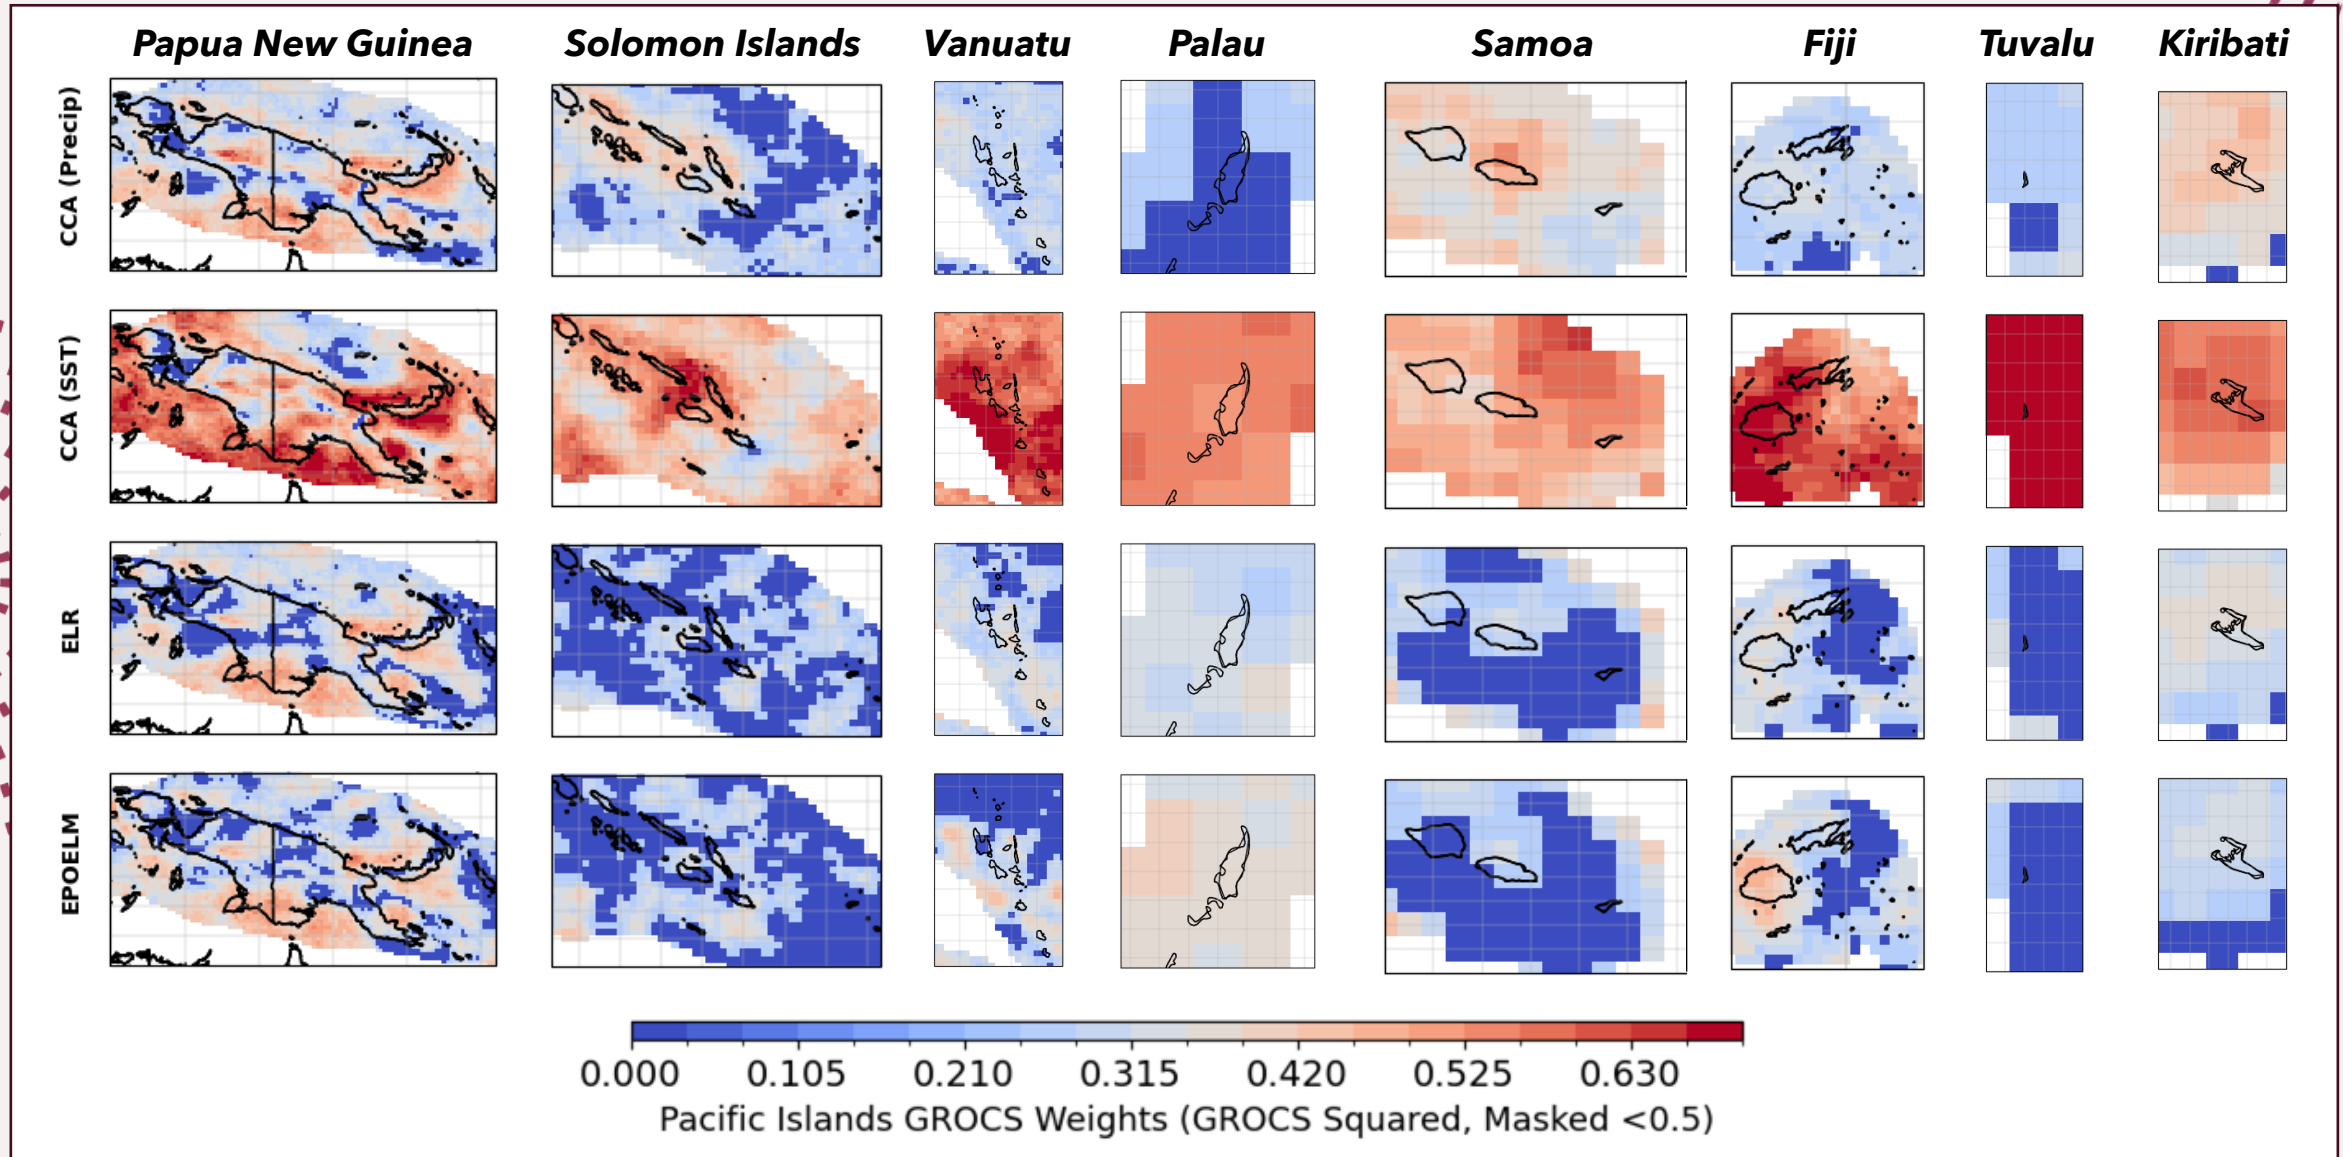 Papua New Guinea Solomon Islands Vanuatu Palau Samoa Fiji Tuvalu Kiribati
CCA (Precip)
CCA (SST)
ELR
EPOELM
0.000 0.105 0.210 0.315 0.420 0.525 0.630
Pacific Islands GROCS Weights (GROCS Squared, Masked <0.5)